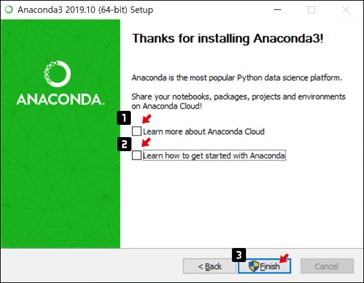 Anaconda3 2019.10 (64-bit) Setup
ANACONDA.
Thanks for installing Anaconda3!
Anaconda is the most popular Python data science platform.
Share your notebooks, packages, projects and environments
on Anaconda Cloud!
1
Learn more about Anaconda Cloud
2
Learn how to get started with Anaconda
3
< Back
Finish
Cancel